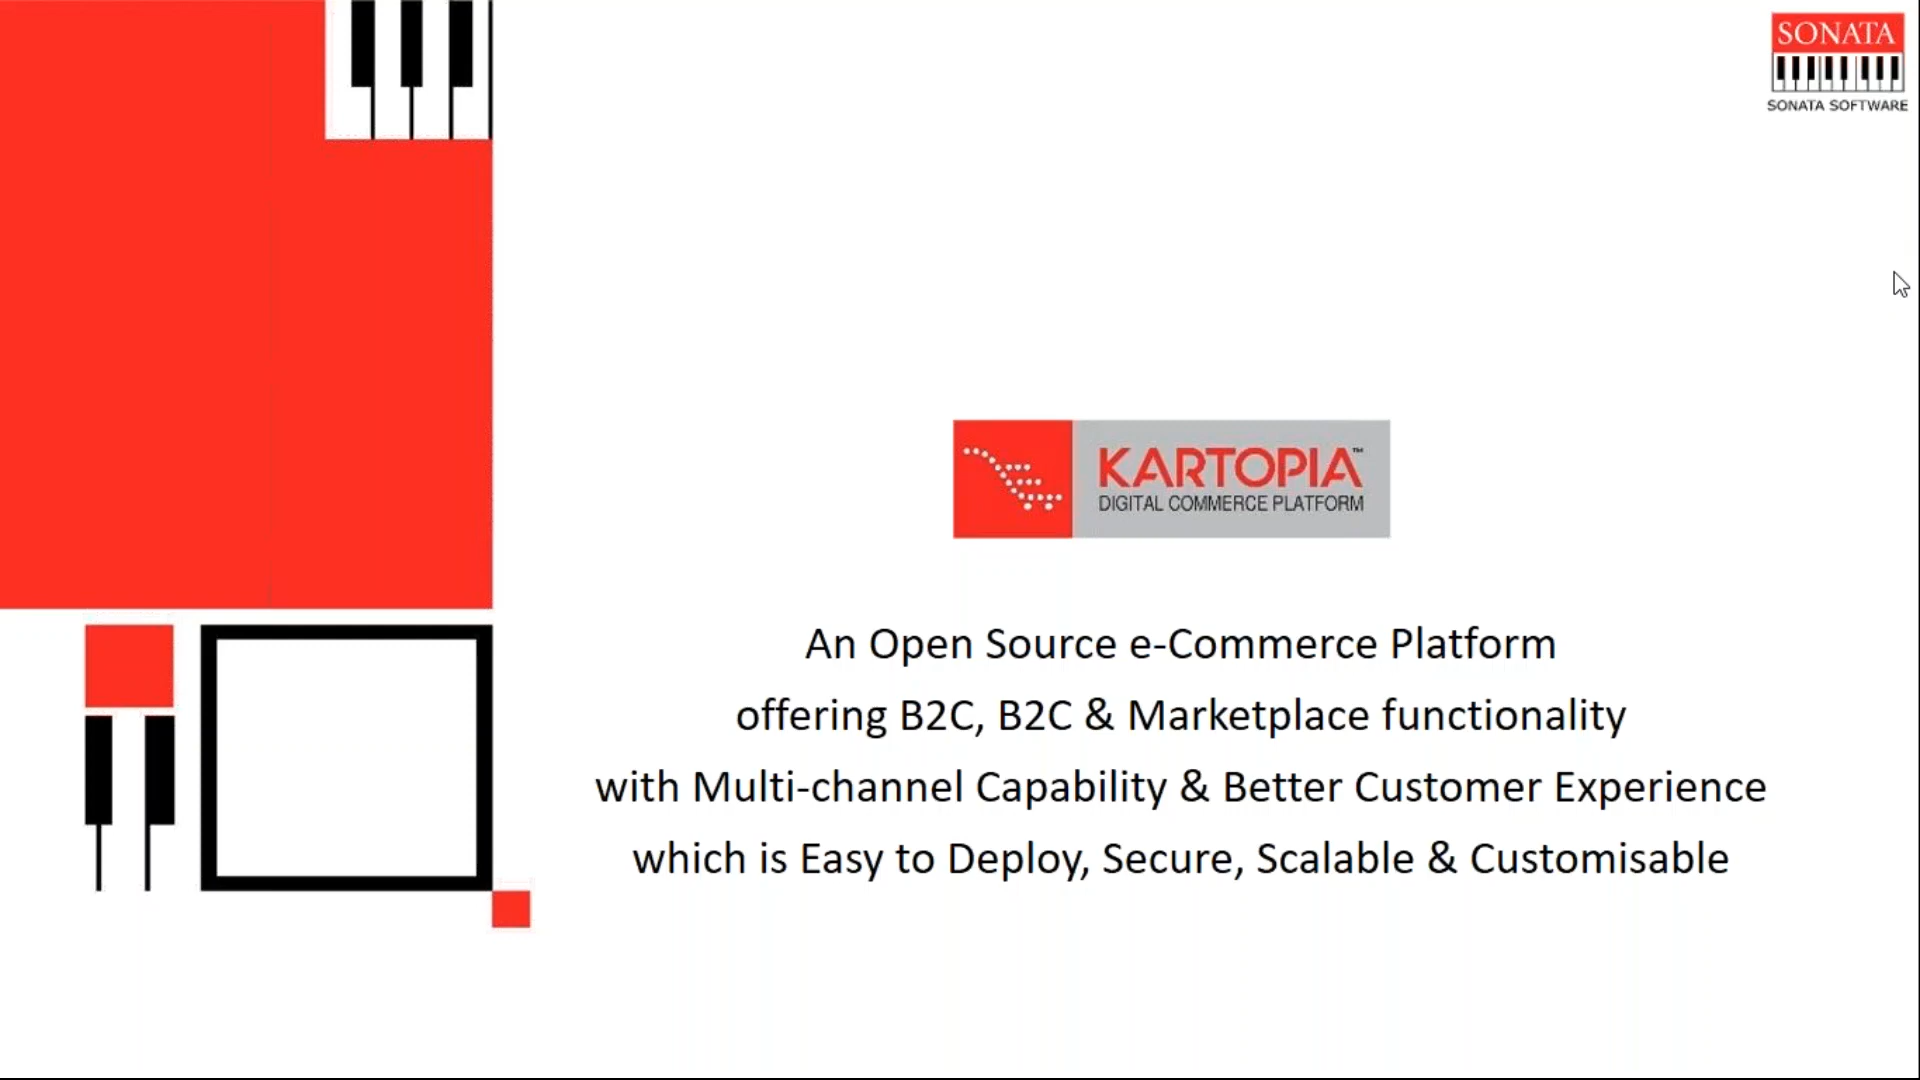 SONATA
SONATA SOFTWARE
KARTOPIA™
DIGITAL COMMERCE PLATFORM
An Open Source e-Commerce Platform
offering B2C, B2C & Marketplace functionality
with Multi-channel Capability & Better Customer Experience
which is Easy to Deploy, Secure, Scalable & Customisable